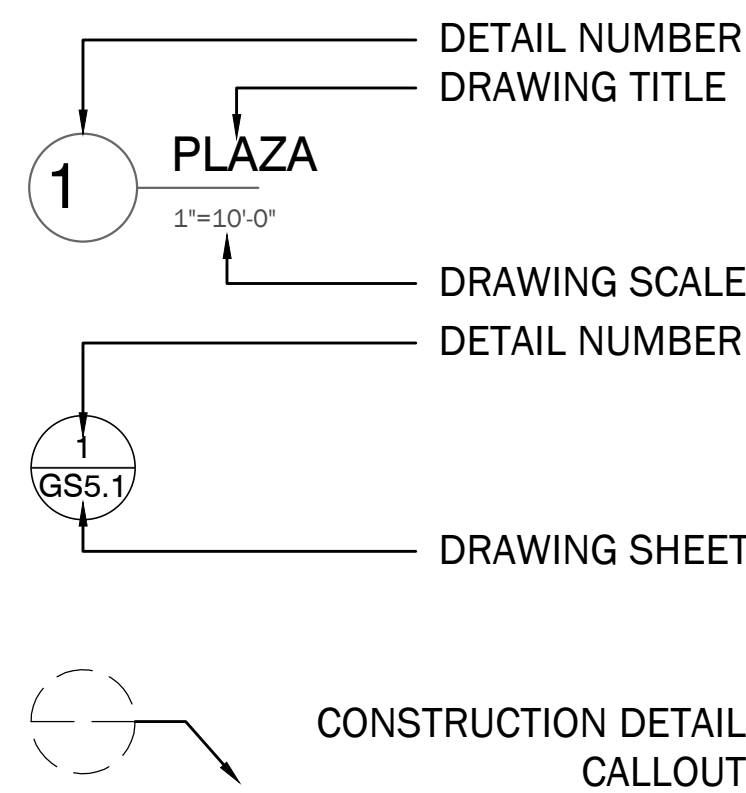 DETAIL NUMBER
DRAWING TITLE
1
PLAZA
1"=10'-0"
DRAWING SCALE
DETAIL NUMBER
1
GS5.1
DRAWING SHEET
CONSTRUCTION DETAIL
CALLOUT